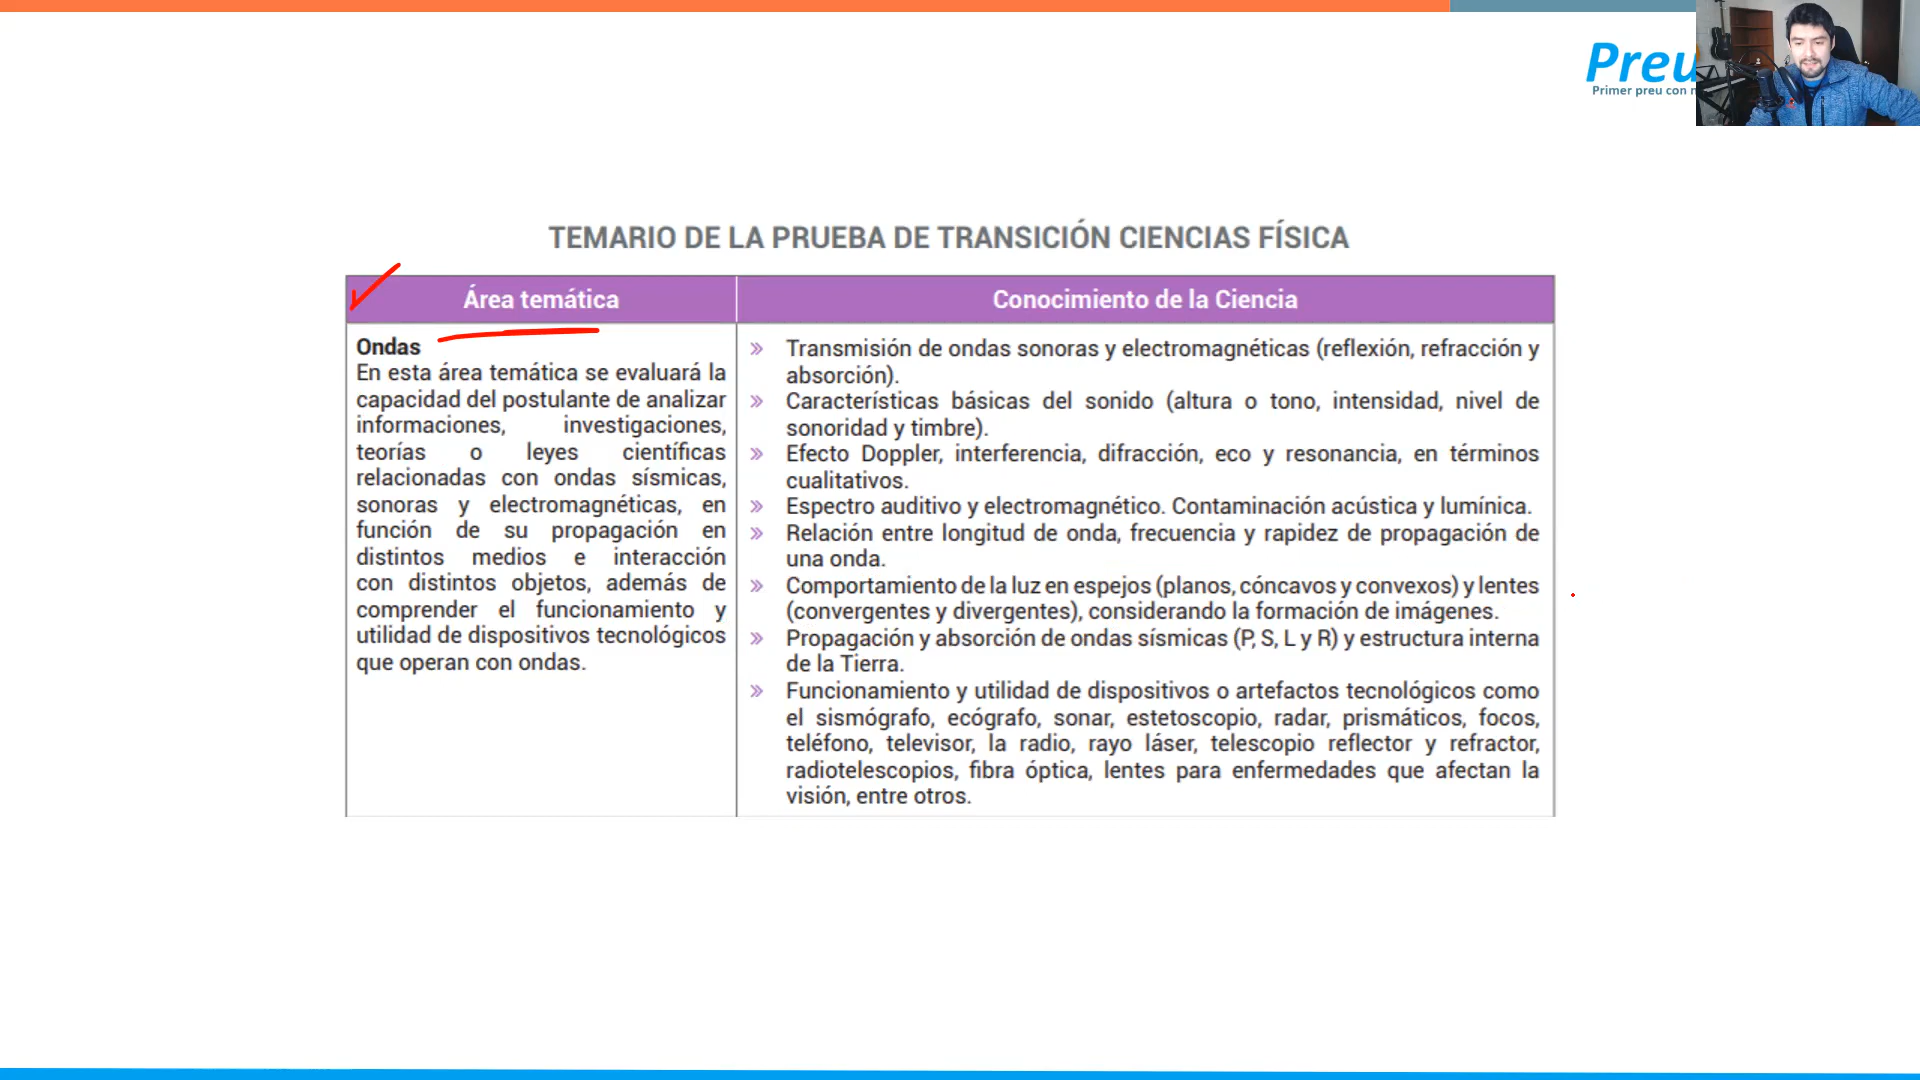 Preu
Primer preu con
TEMARIO DE LA PRUEBA DE TRANSICIÓN CIENCIAS FÍSICA
Área temática
Conocimiento de la Ciencia
Ondas
En esta área temática se evaluará la
capacidad del postulante de analizar
informaciones, investigaciones,
teorías o leyes científicas
relacionadas con ondas sísmicas,
sonoras y electromagnéticas, en
función de su propagación en
distintos medios e interacción
con distintos objetos, además de
comprender el funcionamiento y
utilidad de dispositivos tecnológicos
que operan con ondas.
» Transmisión de ondas sonoras y electromagnéticas (reflexión, refracción y
absorción).
» Características básicas del sonido (altura o tono, intensidad, nivel de
sonoridad y timbre).
» Efecto Doppler, interferencia, difracción, eco y resonancia, en términos
cualitativos.
» Espectro auditivo y electromagnético. Contaminación acústica y lumínica.
» Relación entre longitud de onda, frecuencia y rapidez de propagación de
una onda.
» Comportamiento de la luz en espejos (planos, cóncavos y convexos) y lentes
(convergentes y divergentes), considerando la formación de imágenes.
» Propagación y absorción de ondas sísmicas (P, S, L y R) y estructura interna
de la Tierra.
» Funcionamiento y utilidad de dispositivos o artefactos tecnológicos como
el sismógrafo, ecógrafo, sonar, estetoscopio, radar, prismáticos, focos,
teléfono, televisor, la radio, rayo láser, telescopio reflector y refractor,
radiotelescopios, fibra óptica, lentes para enfermedades que afectan la
visión, entre otros.